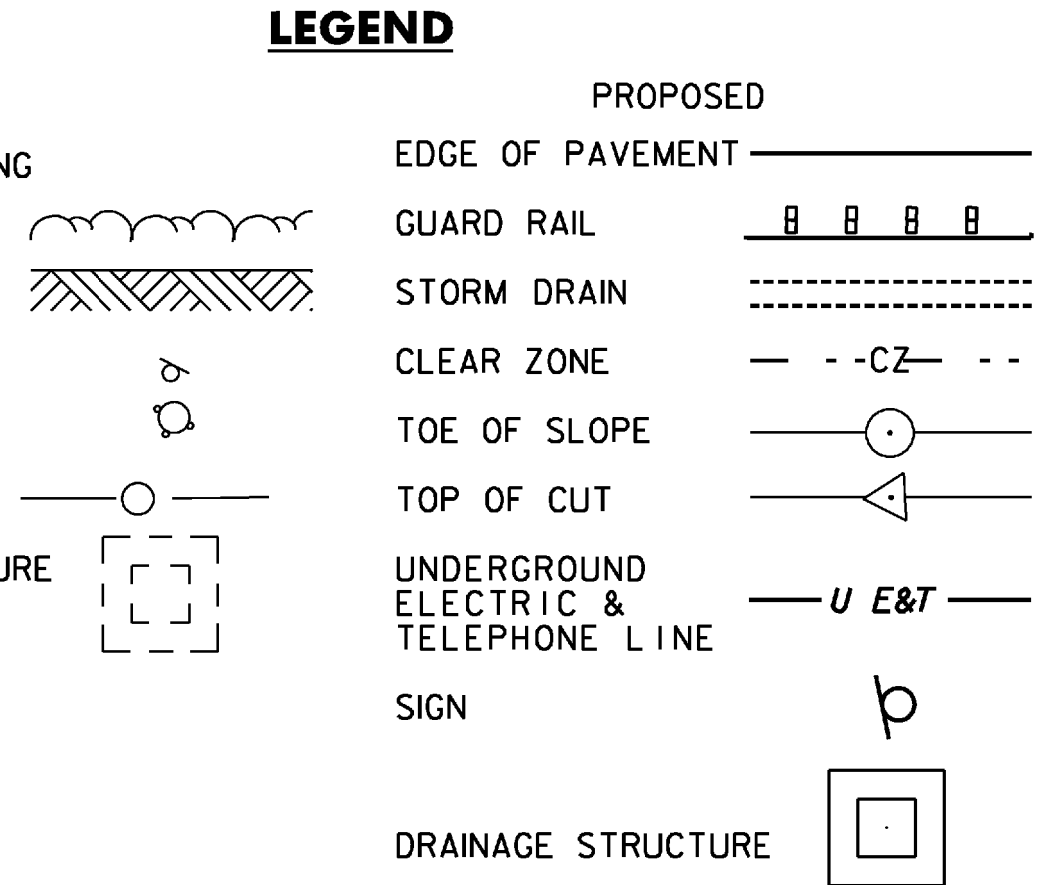 LEGEND
PROPOSED
NG
EDGE OF PAVEMENT
GUARD RAIL
STORM DRAIN
CLEAR ZONE
CZ
TOE OF SLOPE
TOP OF CUT
URE
UNDERGROUND
ELECTRIC &
TELEPHONE LINE
U E&T
SIGN
DRAINAGE STRUCTURE